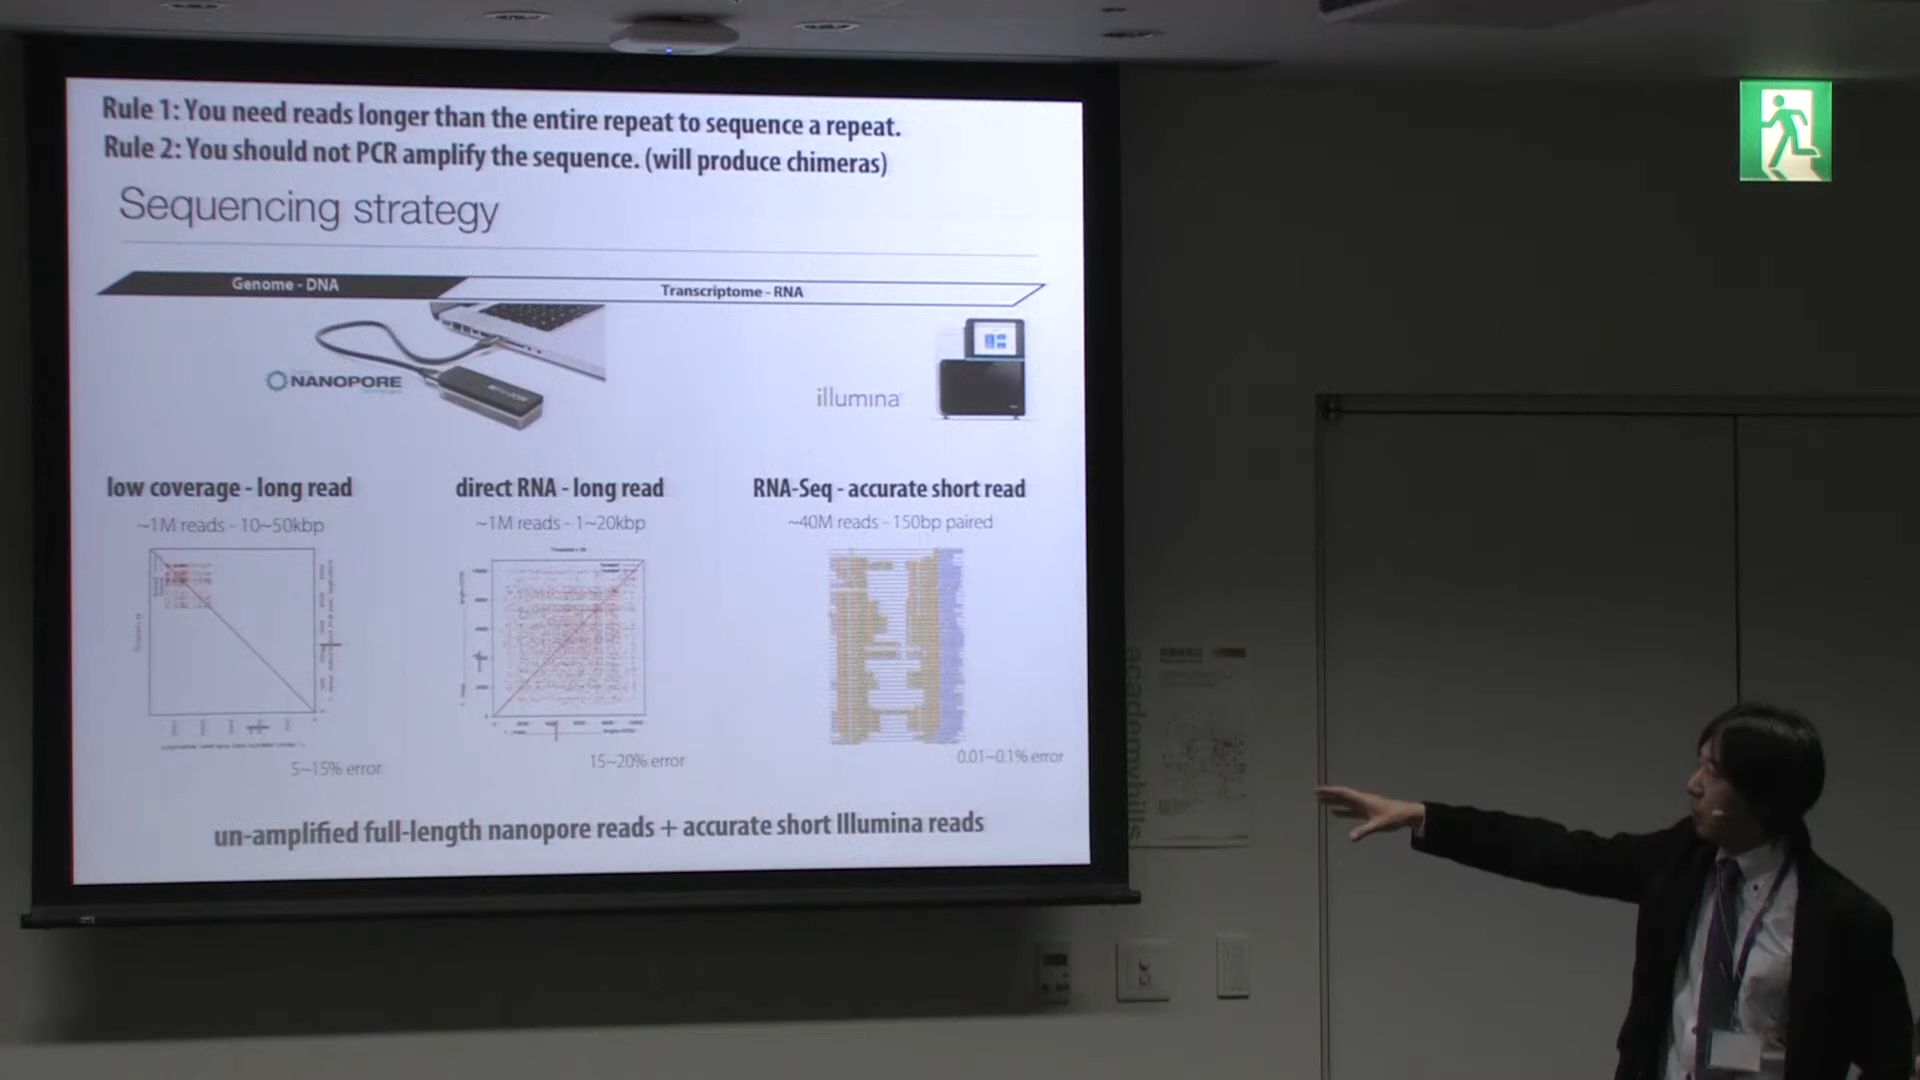 Rule 1: You need reads longer than the entire repeat to sequence a repeat.
Rule 2: You should not PCR amplify the sequence. (will produce chimeras)
Sequencing strategy
Genome - DNA
Transcriptome - RNA
NANOPORE
illumina
low coverage - long read
direct RNA - long read
RNA-Seq - accurate short read
~1M reads - 10~50kbp
~1M reads - 1~20kbp
~40M reads - 150bp paired
5~15% error
15~20% error
0.01~0.1% error
un-amplified full-length nanopore reads + accurate short Illumina reads
academyhills